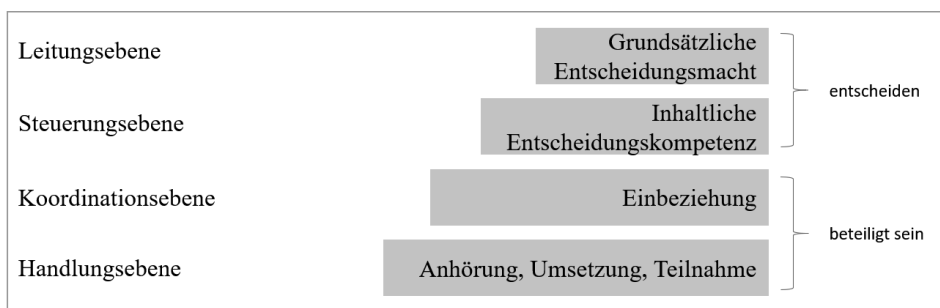 Leitungsebene
Grundsätzliche
Entscheidungsmacht
entscheiden
Steuerungsebene
Inhaltliche
Entscheidungskompetenz
Koordinationsebene
Einbeziehung
beteiligt sein
Handlungsebene
Anhörung, Umsetzung, Teilnahme